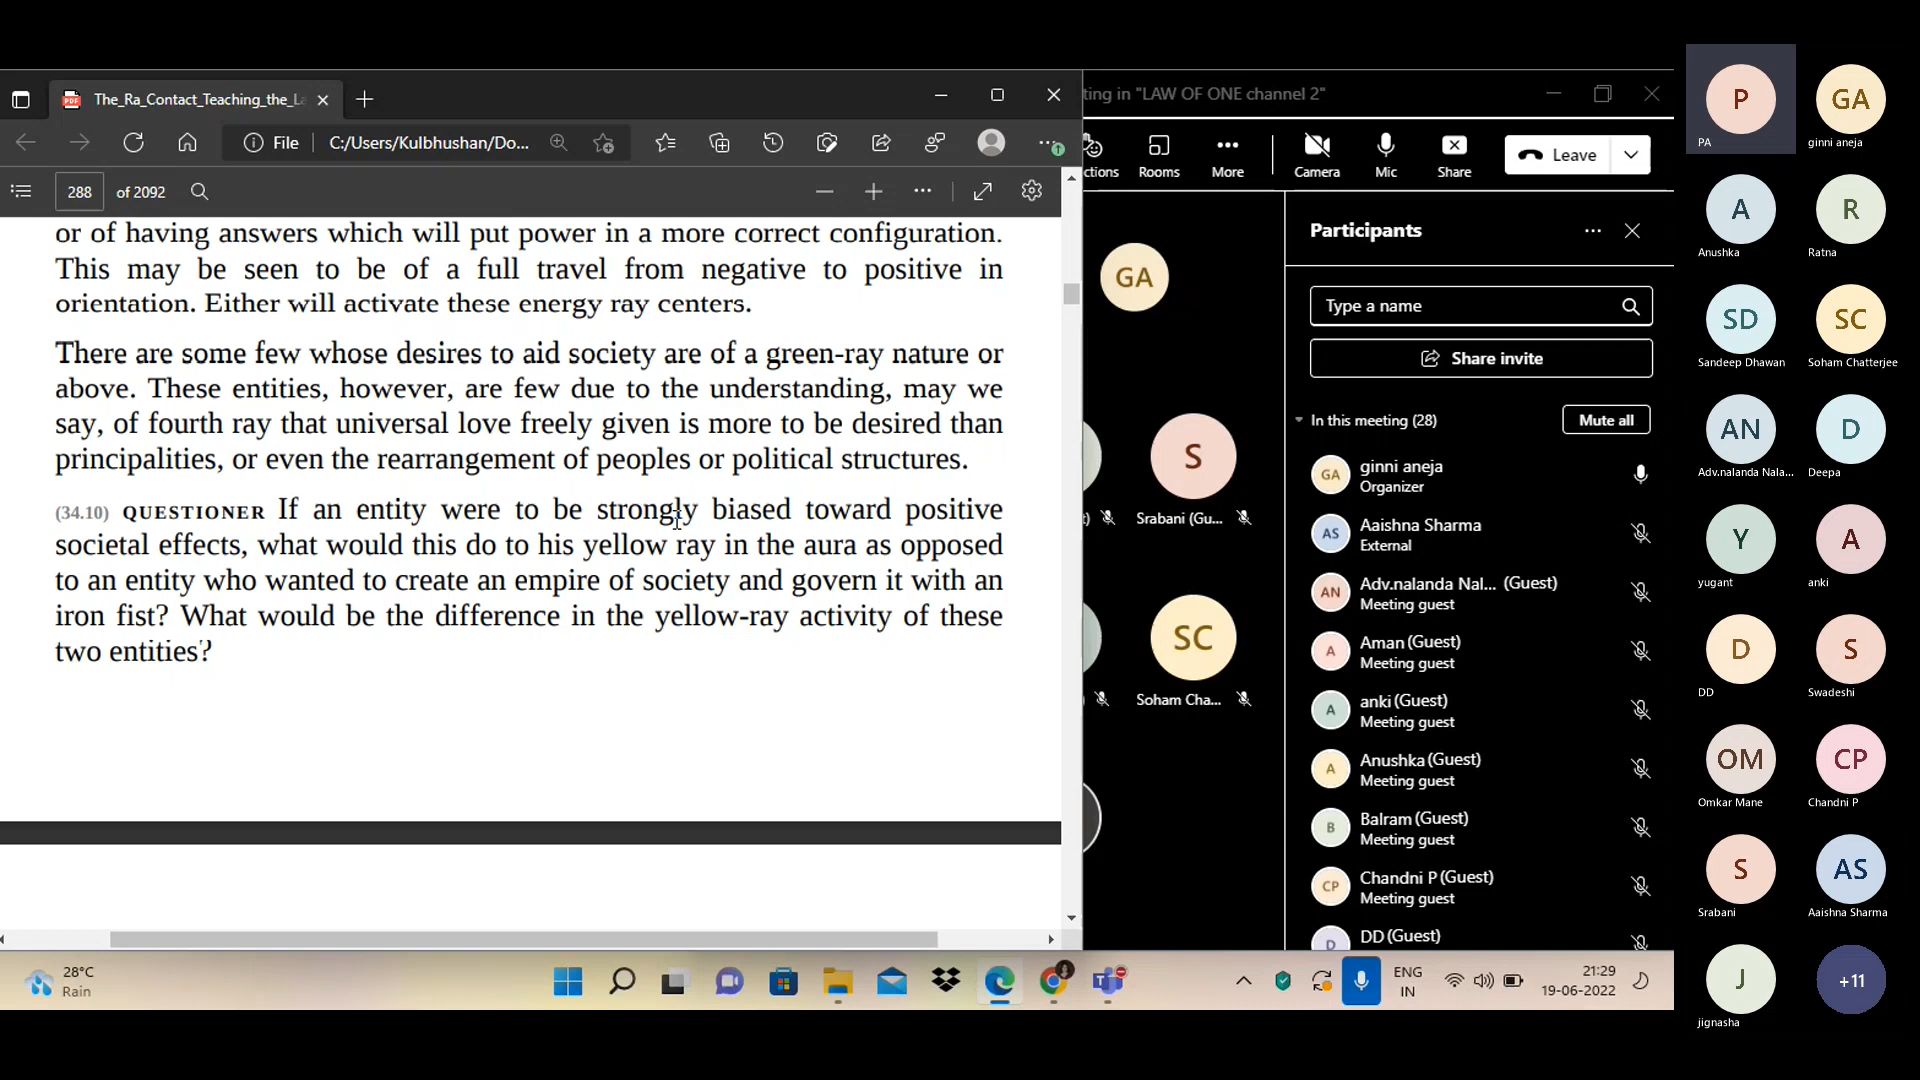 The_Ra_Contact_Teaching_the_La
File
C:/Users/Kulbhushan/Do...
288 of 2092
or of having answers which will put power in a more correct configuration.
This may be seen to be of a full travel from negative to positive in
orientation. Either will activate these energy ray centers.
There are some few whose desires to aid society are of a green-ray nature or
above. These entities, however, are few due to the understanding, may we
say, of fourth ray that universal love freely given is more to be desired than
principalities, or even the rearrangement of peoples or political structures.
(34.10) QUESTIONER If an entity were to be strongly biased toward positive
societal effects, what would this do to his yellow ray in the aura as opposed
to an entity who wanted to create an empire of society and govern it with an
iron fist? What would be the difference in the yellow-ray activity of these
two entities?
ting in "LAW OF ONE channel 2"
ctions
Rooms
More
Camera
Mic
Share
Leave
GA
S
Srabani (Gu...
SC
Soham Cha...
Participants
Type a name
Share invite
In this meeting (28)
Mute all
GA
ginni aneja
Organizer
AS
Aaishna Sharma
External
AN
Adv.nalanda Nal... (Guest)
Meeting guest
A
Aman (Guest)
Meeting guest
A
anki (Guest)
Meeting guest
A
Anushka (Guest)
Meeting guest
B
Balram (Guest)
Meeting guest
CP
Chandni P (Guest)
Meeting guest
D
DD (Guest)
P
PA
GA
ginni aneja
A
Anushka
R
Ratna
SD
Sandeep Dhawan
SC
Soham Chatterjee
AN
Adv.nalanda Nala...
D
Deepa
Y
yugant
A
anki
D
DD
S
Swadeshi
OM
Omkar Mane
CP
Chandni P
S
Srabani
AS
Aaishna Sharma
J
jignasha
+11
28°C
Rain
ENG
IN
21:29
19-06-2022